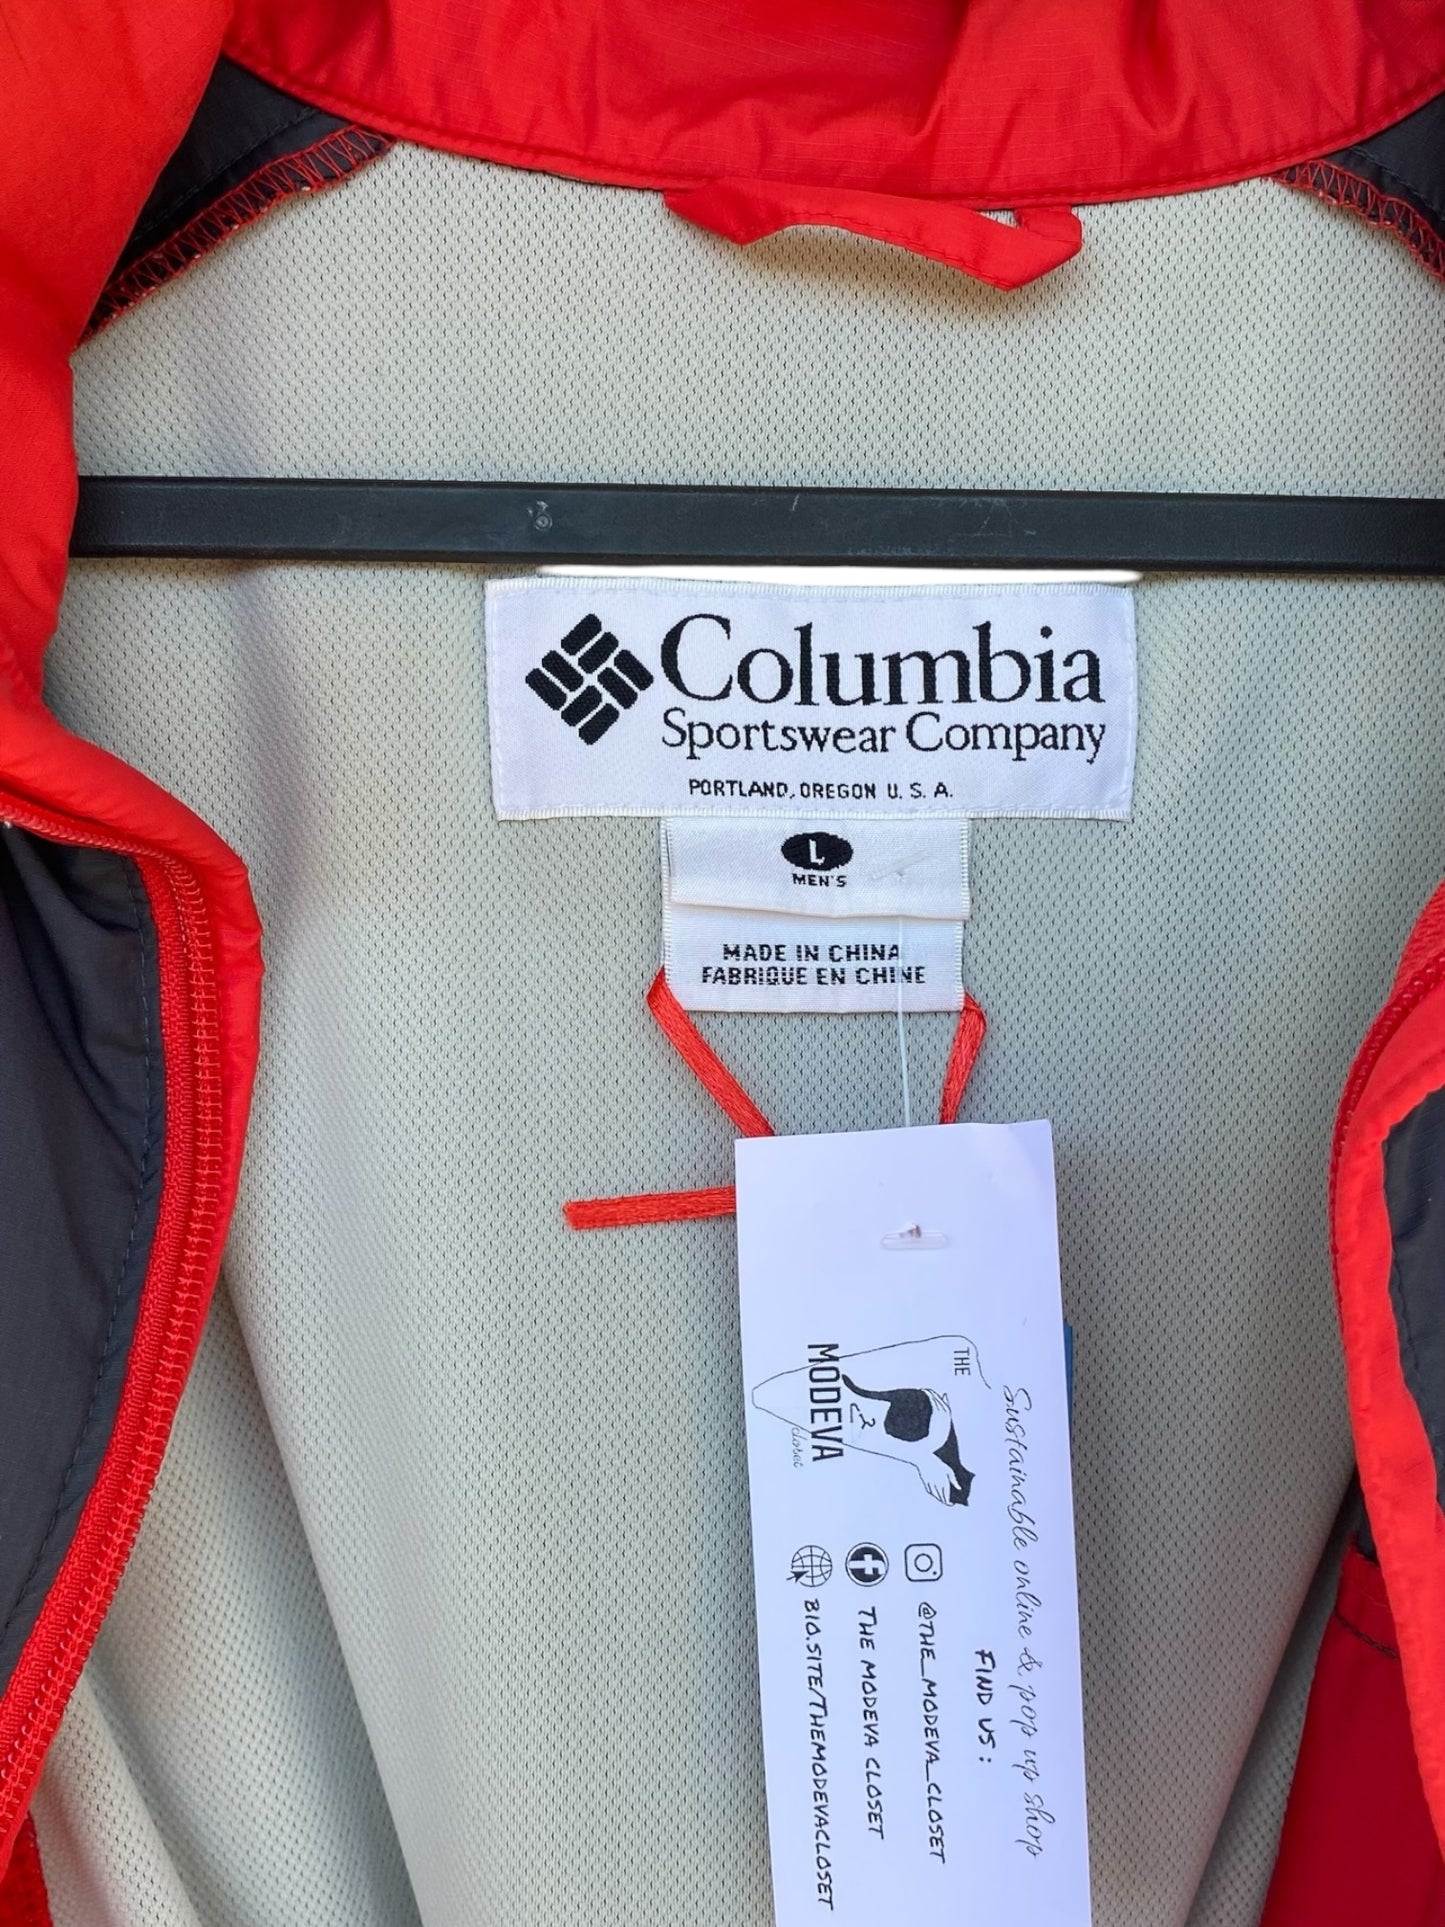 Columbia
Sportswear Company
PORTLAND, OREGON U. S. A.
L
MEN'S
MADE IN CHINA
FABRIQUE EN CHINE
Sustainable online & pop up shop
FIND US:
THE
MODEVA
closet
@THE_MODEVA_CLOSET
THE MODEVA CLOSET
BIO.SITE/THEMODEVACLOSET